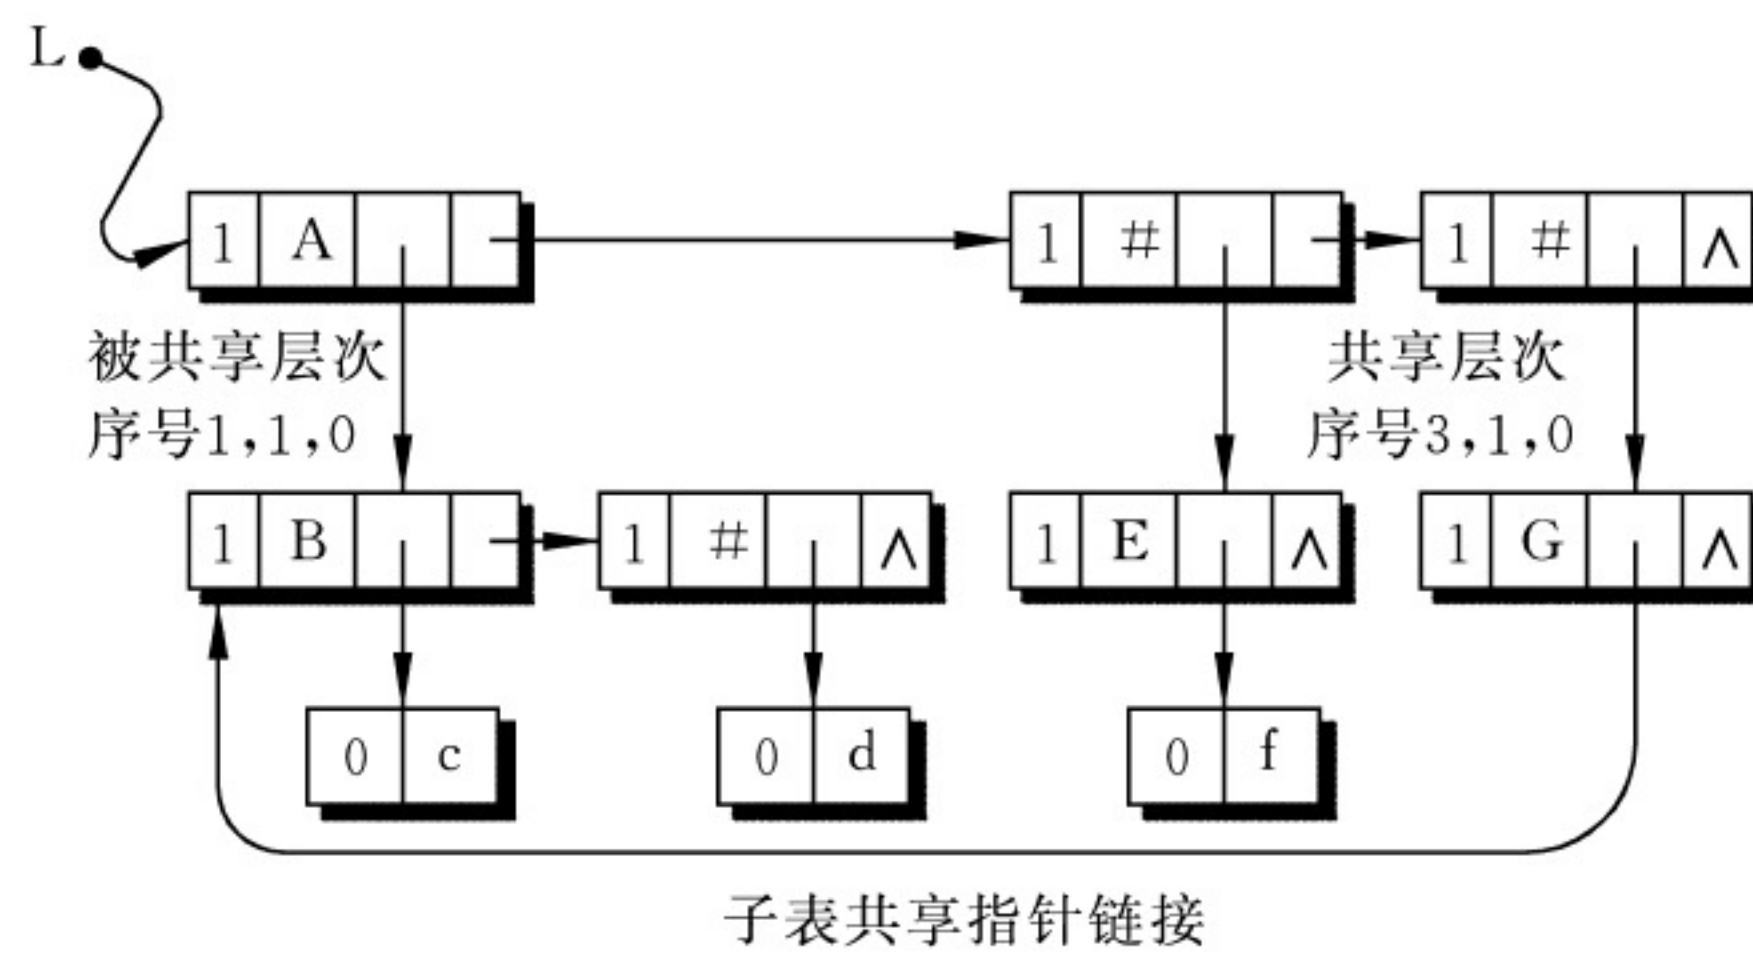 L
1 A 1 # 1 # ∧
被共享层次 共享层次
序号1,1,0 序号3,1,0
1 B 1 # ∧ 1 E ∧ 1 G ∧
0 c 0 d 0 f
子表共享指针链接